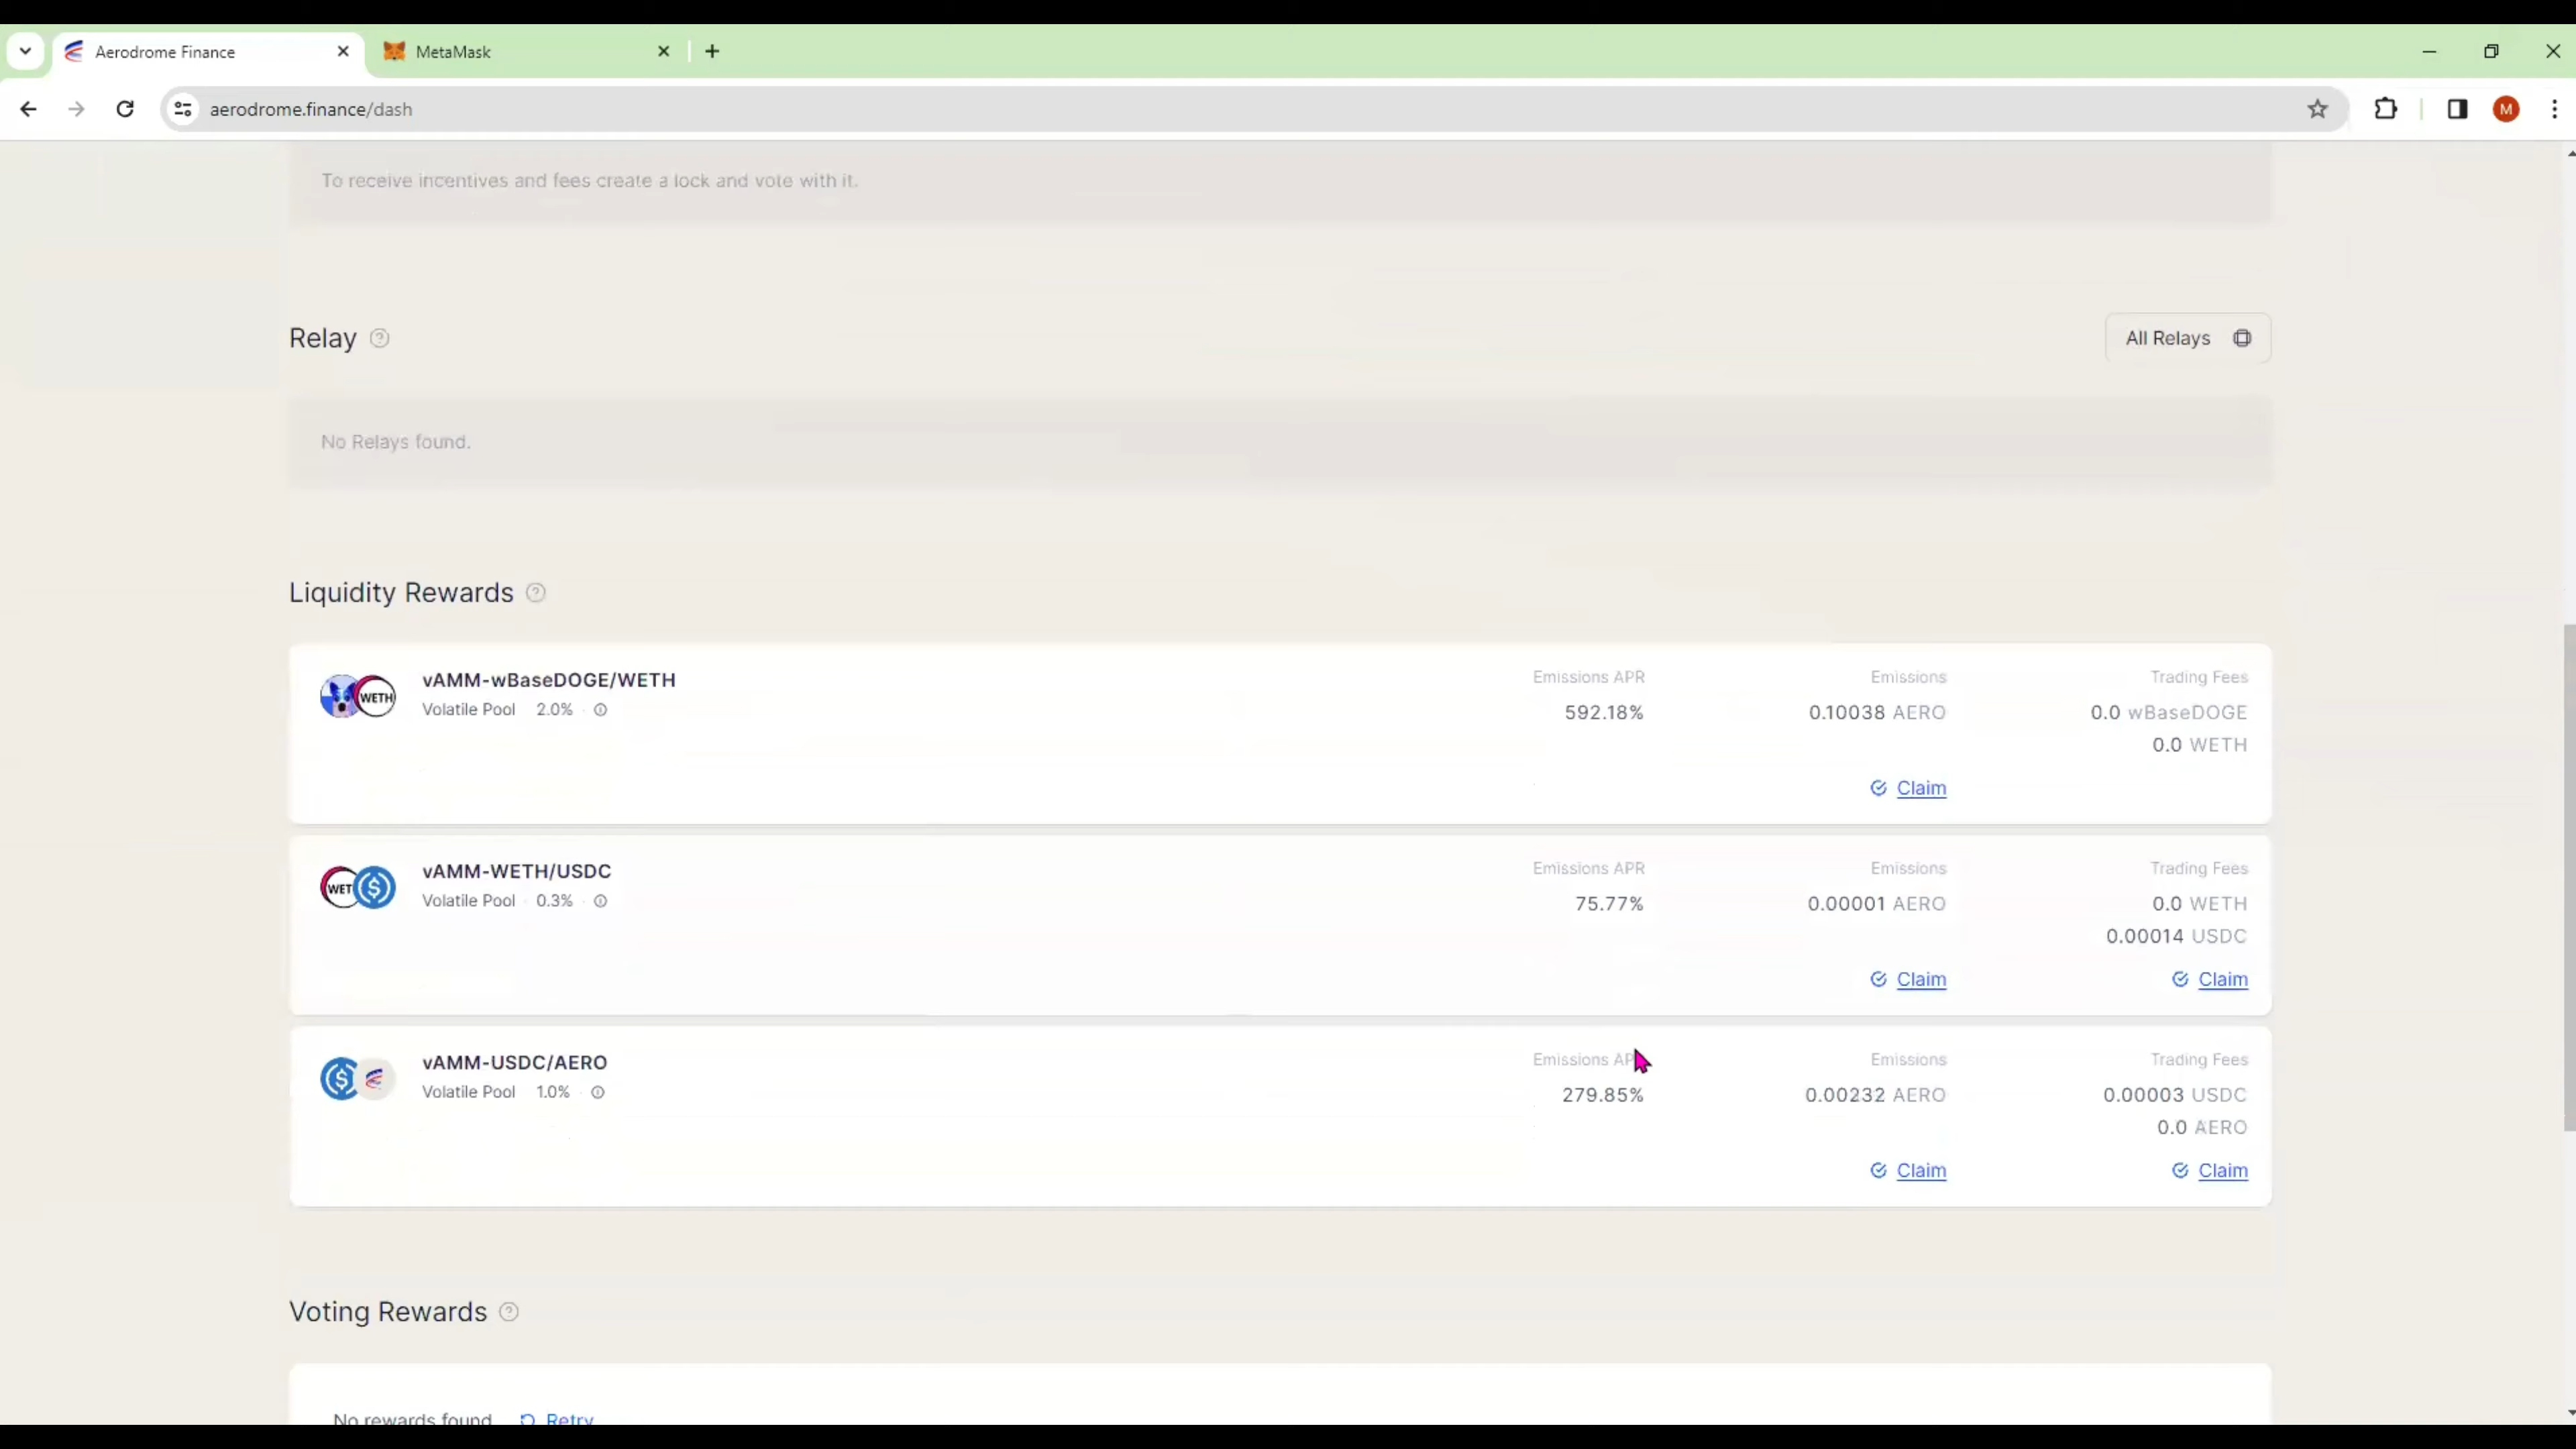 Aerodrome Finance
MetaMask
aerodrome.finance/dash
M
To receive incentives and fees create a lock and vote with it.
Relay
All Relays
No Relays found.
Liquidity Rewards
WETH
vAMM-wBaseDOGE/WETH
Volatile Pool 2.0%
Emissions APR
592.18%
Emissions
0.10038 AERO
Claim
Trading Fees
0.0 wBaseDOGE
0.0 WETH
WET
vAMM-WETH/USDC
Volatile Pool · 0.3%
Emissions APR
75.77%
Emissions
0.00001 AERO
Claim
Trading Fees
0.0 WETH
0.00014 USDC
Claim
vAMM-USDC/AERO
Volatile Pool 1.0%
Emissions AP
279.85%
Emissions
0.00232 AERO
Claim
Trading Fees
0.00003 USDC
0.0 AERO
Claim
Voting Rewards
No rewards found Retry